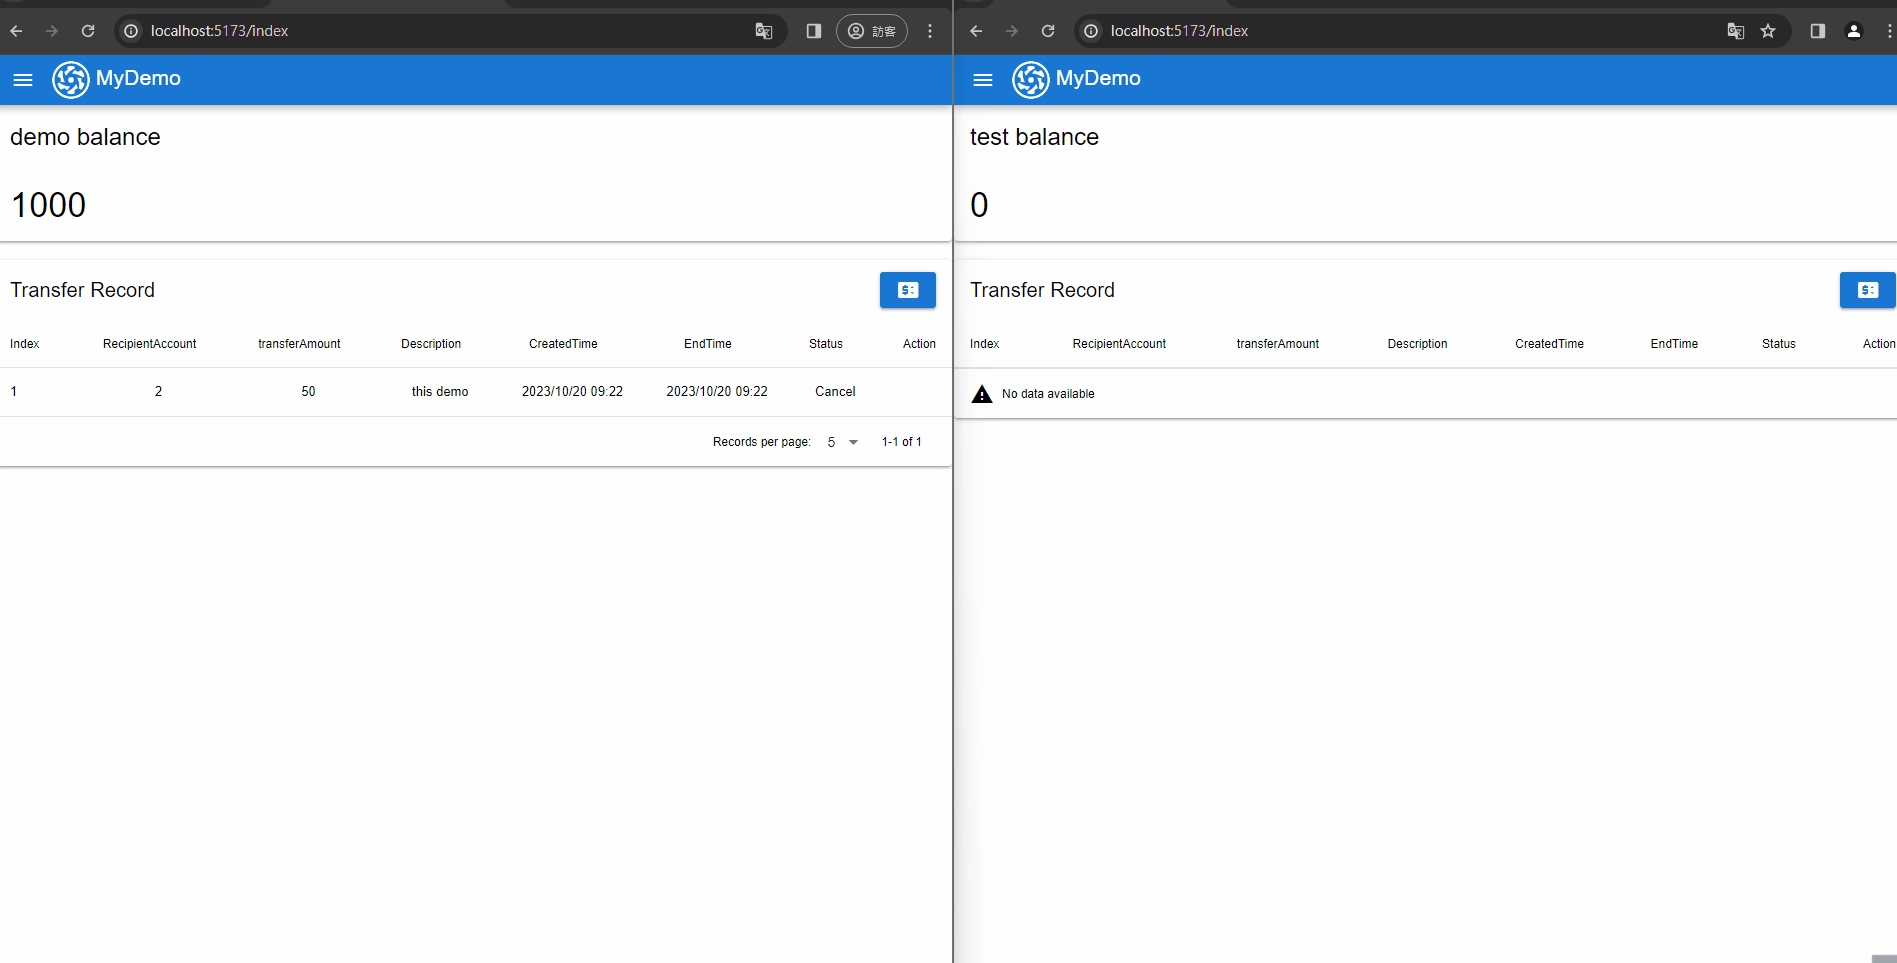 localhost:5173/index
訪客
MyDemo
demo balance
1000
Transfer Record
Index RecipientAccount transferAmount Description CreatedTime EndTime Status Action
1 2 50 this demo 2023/10/20 09:22 2023/10/20 09:22 Cancel
Records per page: 5 1-1 of 1
localhost:5173/index
MyDemo
test balance
0
Transfer Record
Index RecipientAccount transferAmount Description CreatedTime EndTime Status Action
No data available